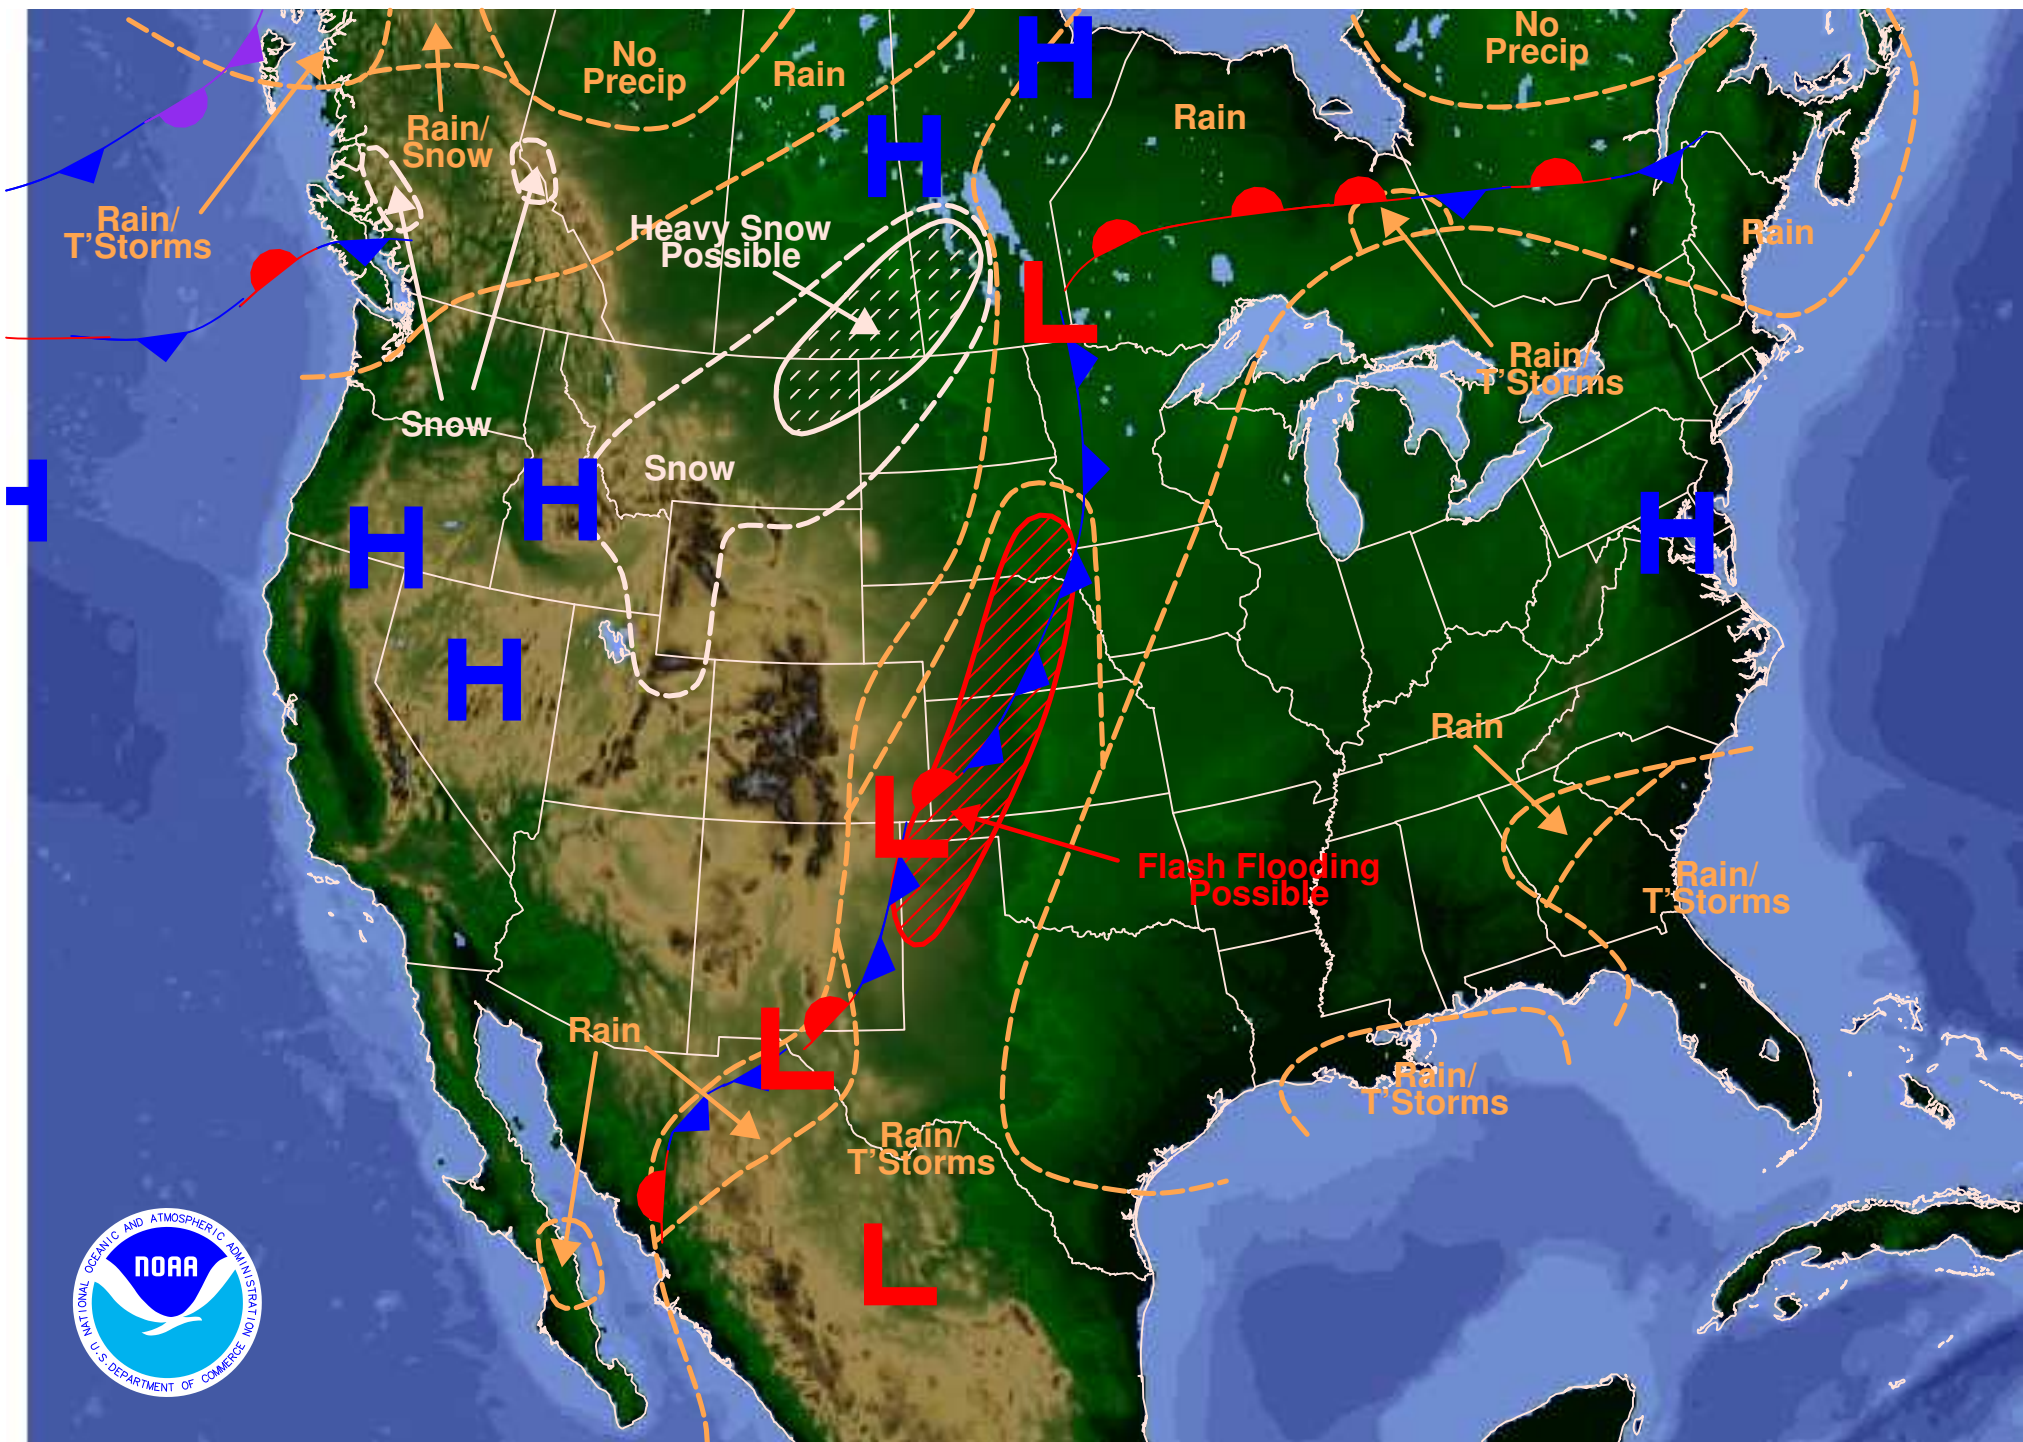 No
Precip
Rain
H
No
Precip
Rain
Rain/
Snow
H
Rain/
T'Storms
Heavy Snow
Possible
Rain
L
Rain/
T'Storms
Snow
Snow
H
H
H
H
H
L
Rain
Flash Flooding
Possible
Rain/
T'Storms
Rain
L
Rain/
T'Storms
Rain/
T'Storms
L
NATIONAL OCEANIC AND ATMOSPHERIC ADMINISTRATION
NOAA
U.S. DEPARTMENT OF COMMERCE